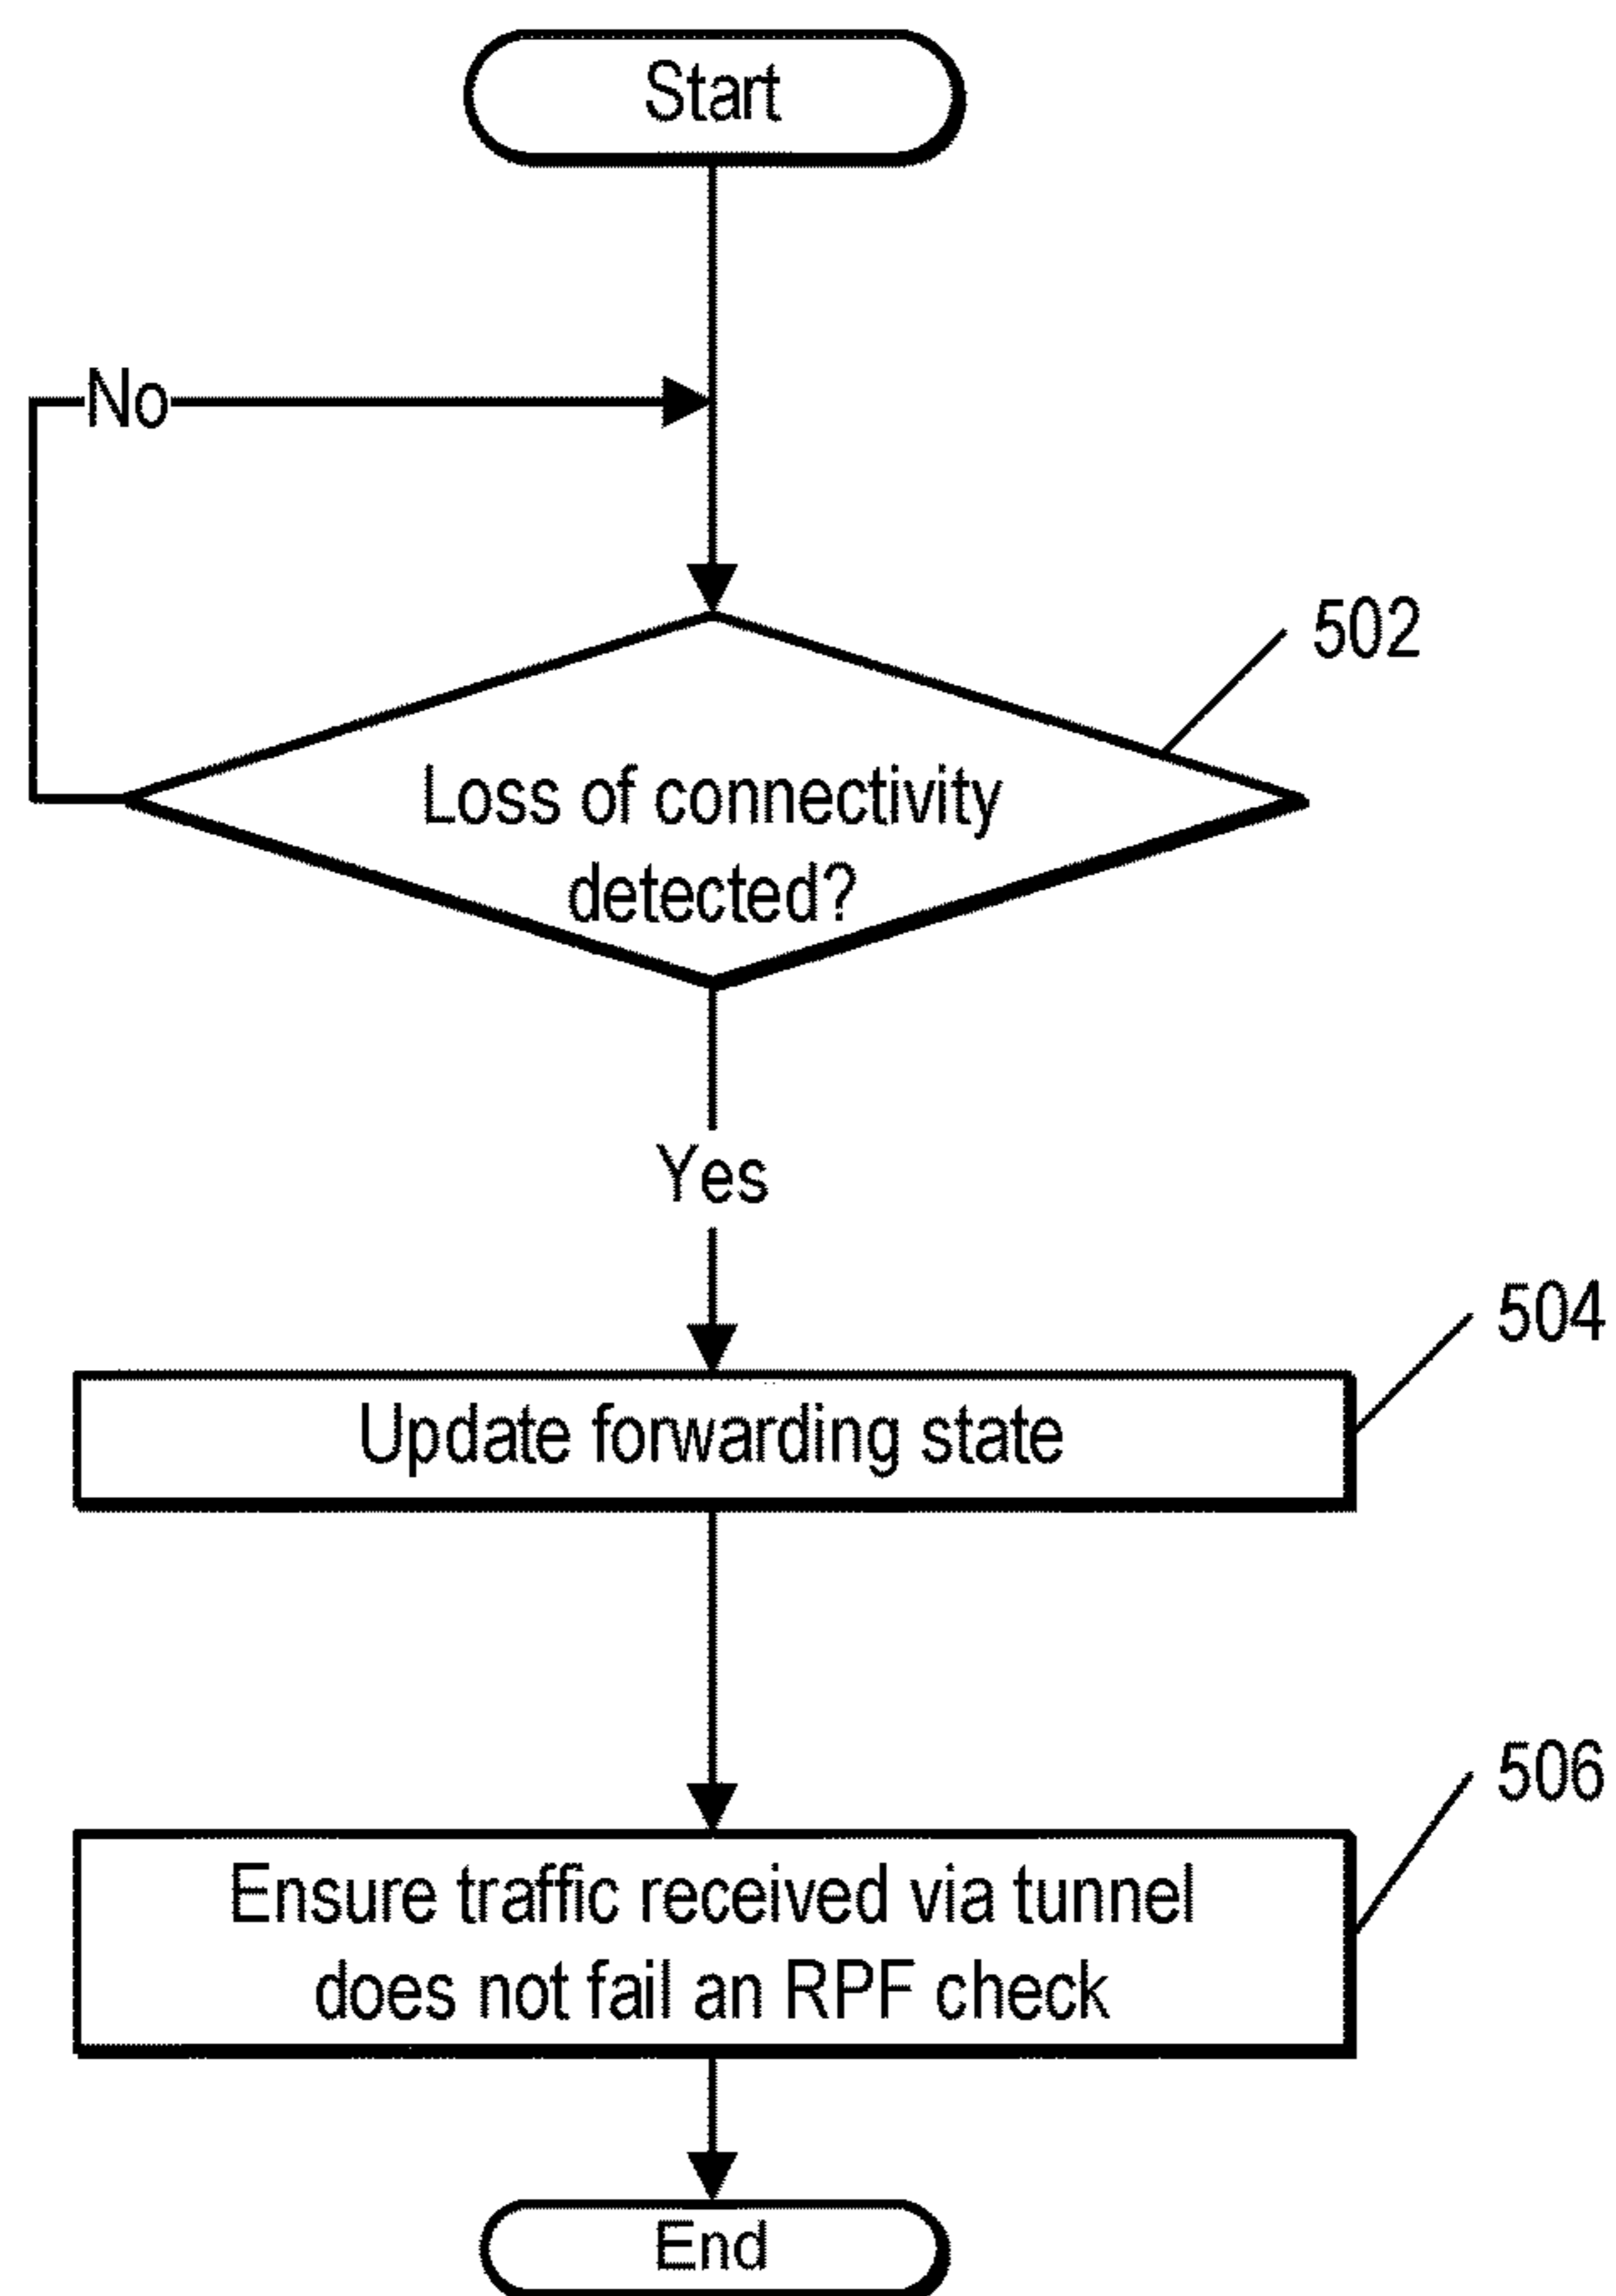 Start
No
502
Loss of connectivity
detected?
Yes
504
Update forwarding state
506
Ensure traffic received via tunnel
does not fail an RPF check
End